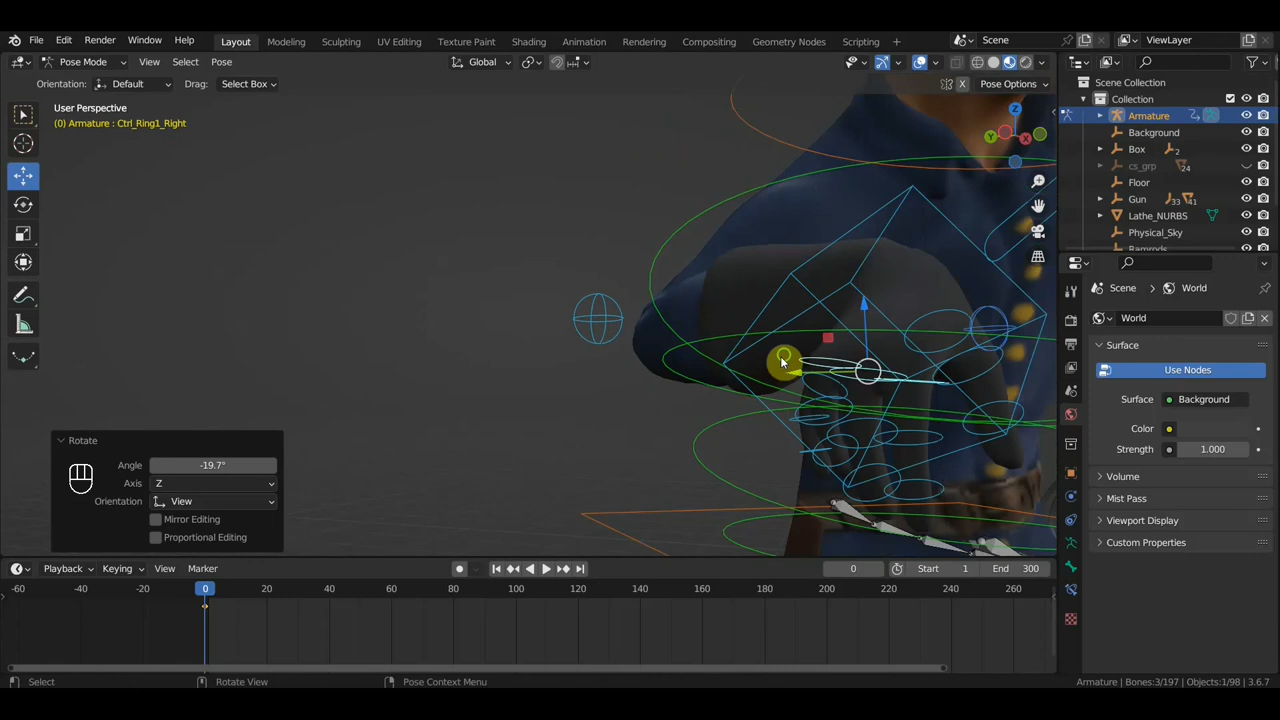 File Edit Render Window Help Layout Modeling Sculpting UV Editing Texture Paint Shading Animation Rendering Compositing Geometry Nodes Scripting + Scene ViewLayer
Pose Mode View Select Pose Global
Orientation: Default Drag: Select Box X Pose Options
User Perspective
(0) Armature : Ctrl_Ring1_Right
Z
Y
X
Scene Collection
Collection
Armature
Background
Box 2
cs_grp 24
Floor
Gun 33 41
Lathe_NURBS
Physical_Sky
Ramrods
Scene World
World
Surface
Use Nodes
Surface Background
Color
Strength 1.000
Volume
Mist Pass
Viewport Display
Custom Properties
Rotate
Angle -19.7°
Axis Z
Orientation View
Mirror Editing
Proportional Editing
Playback Keying View Marker 0 Start 1 End 300
-60 -40 -20 0 20 40 60 80 100 120 140 160 180 200 220 240 260
Select Rotate View Pose Context Menu Armature | Bones:3/197 | Objects:1/98 | 3.6.7